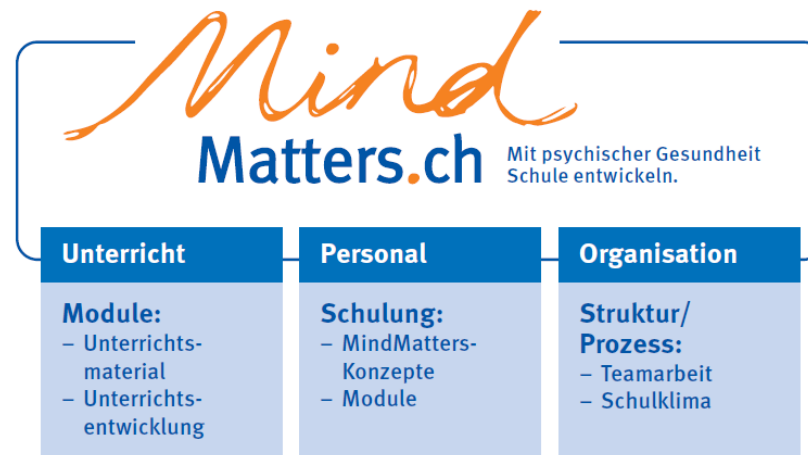 Mind
Matters.ch
Mit psychischer Gesundheit
Schule entwickeln.
Unterricht
Module:
– Unterrichts-
material
– Unterrichts-
entwicklung
Personal
Schulung:
– MindMatters-
Konzepte
– Module
Organisation
Struktur/
Prozess:
– Teamarbeit
– Schulklima